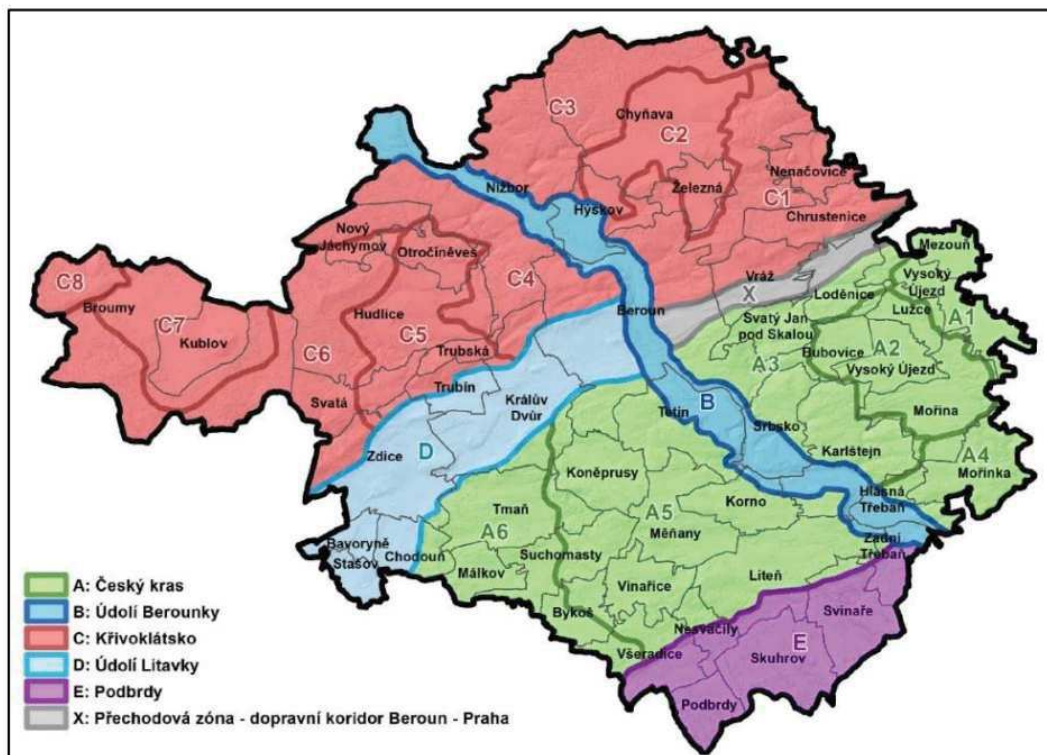 C3
Chyňava
C2
Nižbor
Železná
Nenačovice
C1
Hýskov
Chrustenice
Nový
Jáchymov
Otročiněves
Mezouň
C8
C4
Vráž
X
Vysoký
Újezd
Broumy
Beroun
Loděnice
Lužce
A1
Hudlice
C7
Kublov
C6
C5
Svatý Jan
pod Skalou
A3
Bubovice
A2
Vysoký Újezd
Trubská
Svatá
Trubín
Králův
Dvůr
Tetín
B
Srbsko
Mořina
Zdice
D
Karlštejn
A4
Mořinka
Koněprusy
Korno
Hlásná
Třebaň
Tmaň
A5
Měňany
A6
Zadní
Třebaň
Bavoryně
Stašov
Chodouň
Suchomasty
Málkov
Vinařice
Liteň
Bykoš
Svinaře
Nesvačily
Všeradice
E
Skuhrov
Podbrdy
A: Český kras
B: Údolí Berounky
C: Křivoklátsko
D: Údolí Litavky
E: Podbrdy
X: Přechodová zóna - dopravní koridor Beroun - Praha